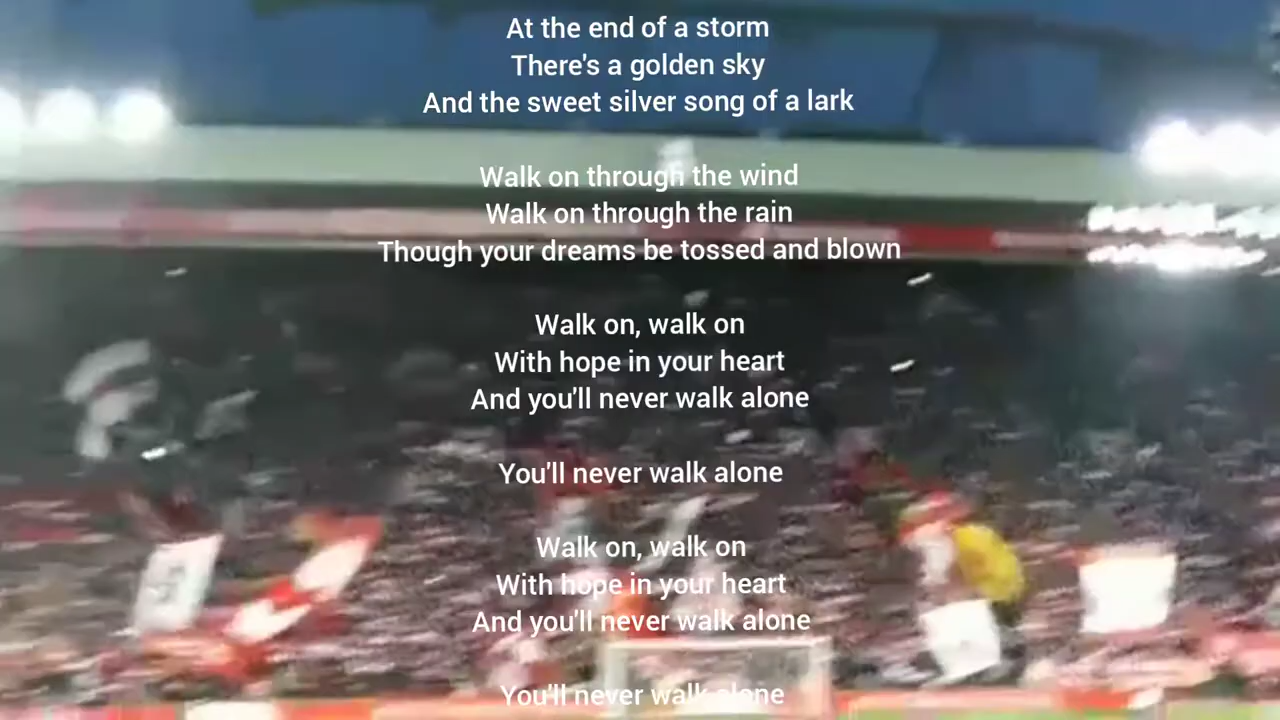 At the end of a storm
There's a golden sky
And the sweet silver song of a lark
Walk on through the wind
Walk on through the rain
Though your dreams be tossed and blown
Walk on, walk on
With hope in your heart
And you'll never walk alone
You'll never walk alone
Walk on, walk on
With hope in your heart
And you'll never walk alone
You'll never walk alone